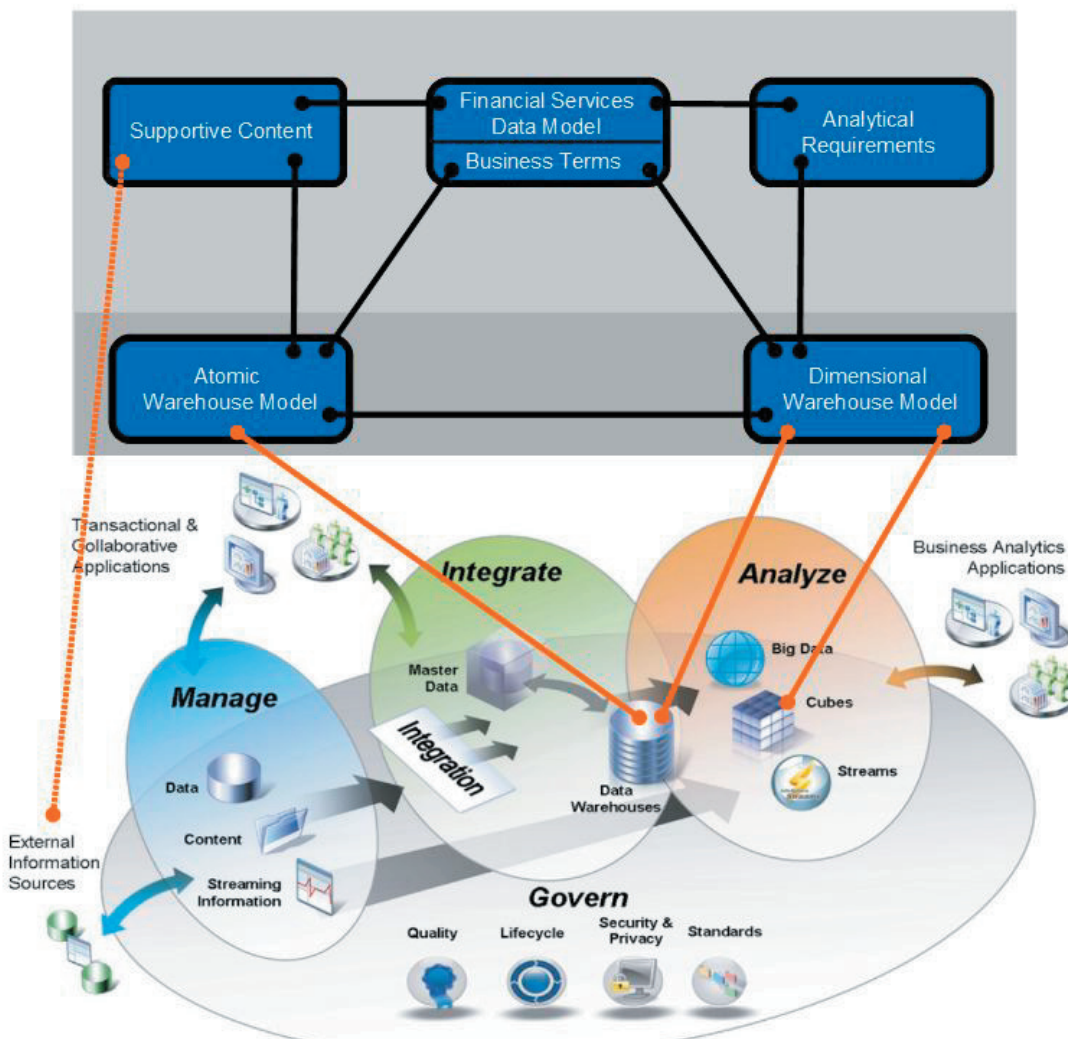 Supportive Content
Financial Services
Data Model
Business Terms
Analytical
Requirements
Atomic
Warehouse Model
Dimensional
Warehouse Model
Transactional &
Collaborative
Applications
Integrate
Analyze
Business Analytics
Applications
Manage
Master
Data
Big Data
Cubes
Integration
Streams
Data
Data
Warehouses
Content
External
Information
Sources
Streaming
Information
Govern
Quality
Lifecycle
Security &
Privacy
Standards